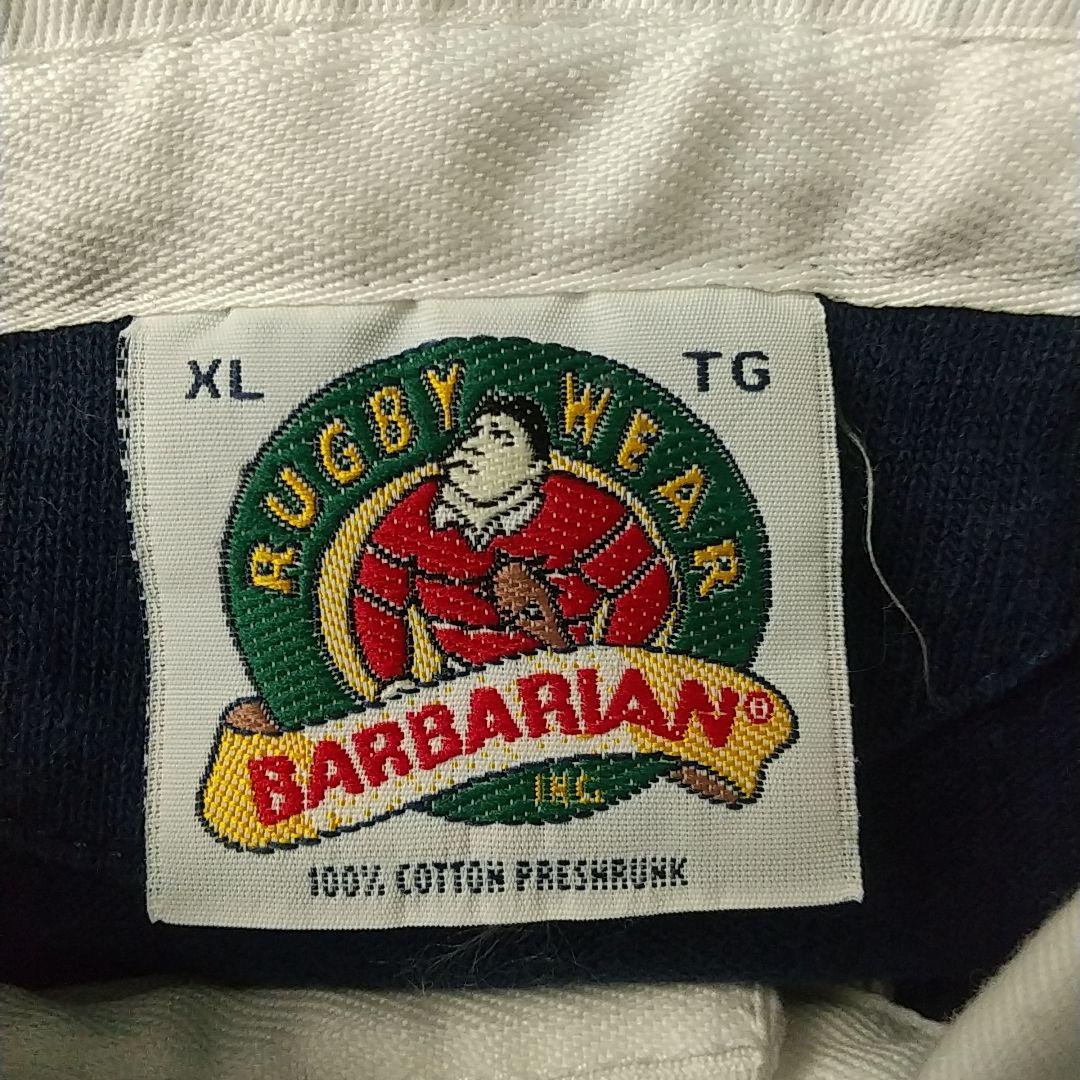 XL TG
RUGBY WEAR
BARBARIAN®
INC.
100% COTTON PRESHRUNK